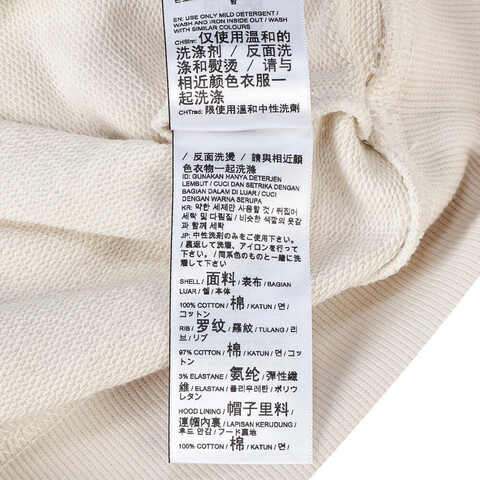 EN: USE ONLY MILD DETERGENT /
WASH AND IRON INSIDE OUT / WASH
WITH SIMILAR COLOURS
CHSim: 仅使用温和的
洗涤剂 / 反面洗
涤和熨烫 / 请与
相近颜色衣服一
起洗涤
CHTrad: 限使用溫和中性洗劑
/ 反面洗燙 / 請與相近顏
色衣物一起洗滌
ID: GUNAKAN HANYA DETERJEN
LEMBUT / CUCI DAN SETRIKA DENGAN
BAGIAN DALAM DI LUAR / CUCI
DENGAN WARNA SERUPA
KR: 약한 세제만 사용할 것 / 뒤집어
세탁 및 다림질 / 비슷한 색깔의 옷감
과 함께 세탁
JP: 中性洗剤のみをご使用下さい。
/ 裏返して洗濯、アイロンを行って
下さい。 / 同系色のものと一緒に洗
濯して下さい。
SHELL / 面料 / 表布 / BAGIAN
LUAR / 쉘 / 本体
100% COTTON / 棉 / KATUN / 면 /
コットン
RIB / 罗纹 / 羅紋 / TULANG / 리
브 / リブ
97% COTTON / 棉 / KATUN / 면 / コッ
トン
3% ELASTANE / 氨纶 / 彈性纖
維 / ELASTAN / 폴리우레탄 / ポリウ
レタン
HOOD LINING / 帽子里料 /
連帽內裏 / LAPISAN KERUDUNG /
후드 안감 / フード裏地
100% COTTON / 棉 / KATUN / 면 /
コットン